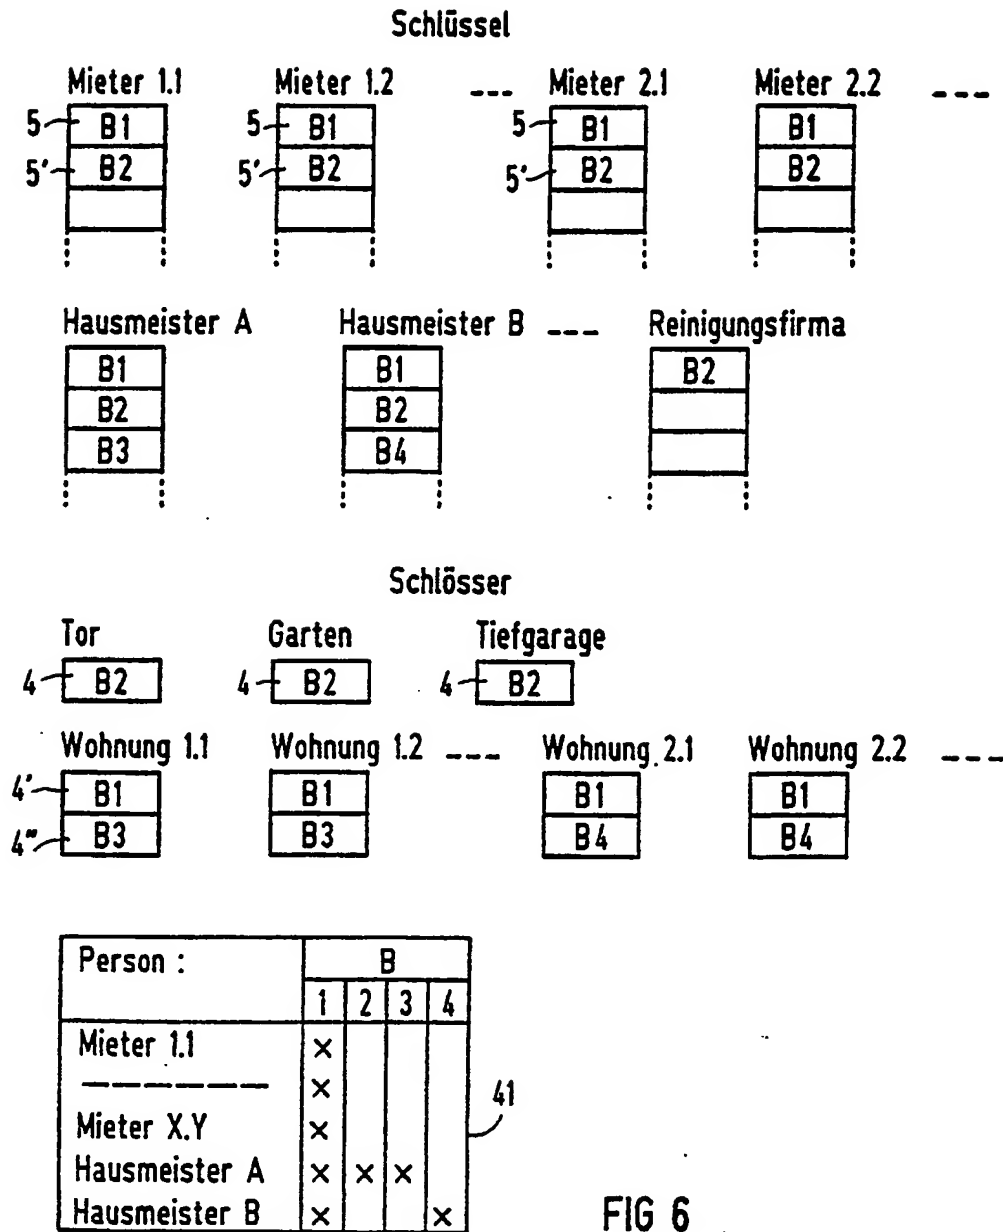 Schlüssel
Mieter 1.1 Mieter 1.2 --- Mieter 2.1 Mieter 2.2 ---
5 B1 5 B1 5 B1 B1
5' B2 5' B2 5' B2 B2
Hausmeister A Hausmeister B --- Reinigungsfirma
B1 B1 B2
B2 B2
B3 B4
Schlösser
Tor Garten Tiefgarage
4 B2 4 B2 4 B2
Wohnung 1.1 Wohnung 1.2 --- Wohnung 2.1 Wohnung 2.2 ---
4' B1 B1 B1 B1
4" B3 B3 B4 B4
Person : B
1 2 3 4
Mieter 1.1 ×
------ ×
Mieter X.Y × 41
Hausmeister A × × ×
Hausmeister B × ×
FIG 6